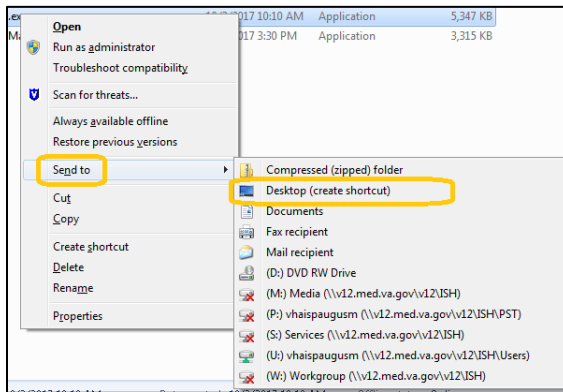 .ex 10/2/2017 10:10 AM Application 5,347 KB
Ma 017 3:30 PM Application 3,315 KB
Open
Run as administrator
Troubleshoot compatibility
Scan for threats...
Always available offline
Restore previous versions
Send to
Cut
Copy
Create shortcut
Delete
Rename
Properties
Compressed (zipped) folder
Desktop (create shortcut)
Documents
Fax recipient
Mail recipient
(D:) DVD RW Drive
(M:) Media (\\v12.med.va.gov\v12\ISH)
(P:) vhaispaugusm (\\v12.med.va.gov\v12\ISH\PST)
(S:) Services (\\v12.med.va.gov\v12\ISH)
(U:) vhaispaugusm (\\v12.med.va.gov\v12\ISH\Users)
(W:) Workgroup (\\v12.med.va.gov\v12\ISH)